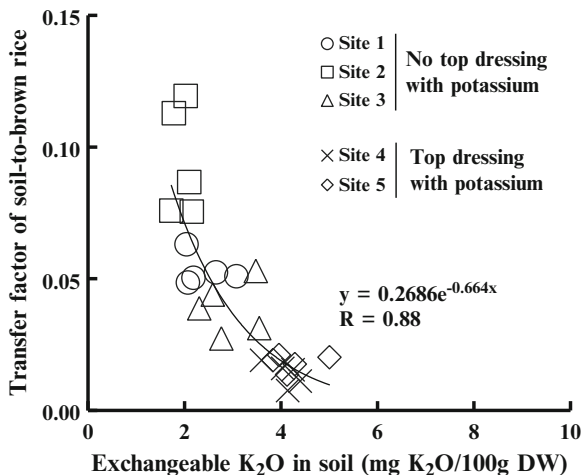 Transfer factor of soil-to-brown rice
0.15
0.10
0.05
0.00
0
2
4
6
8
10
Exchangeable K₂O in soil (mg K₂O/100g DW)
Site 1
Site 2
Site 3
No top dressing
with potassium
Site 4
Site 5
Top dressing
with potassium
y = 0.2686e^-0.664x
R = 0.88